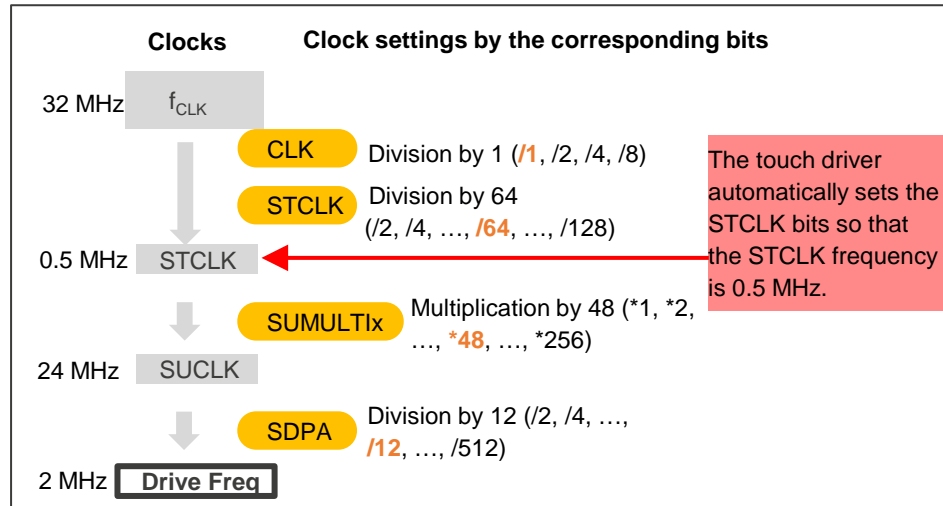 Clocks
Clock settings by the corresponding bits
32 MHz
fCLK
CLK
Division by 1 (/1, /2, /4, /8)
STCLK
Division by 64
(/2, /4, …, /64, …, /128)
The touch driver
automatically sets the
STCLK bits so that
the STCLK frequency
is 0.5 MHz.
0.5 MHz
STCLK
SUMULTIx
Multiplication by 48 (*1, *2,
…, *48, …, *256)
24 MHz
SUCLK
SDPA
Division by 12 (/2, /4, …,
/12, …, /512)
2 MHz
Drive Freq